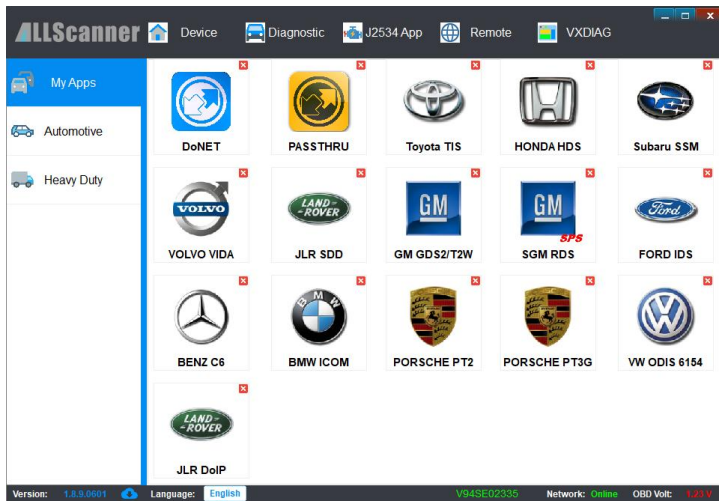 ALLScanner
Device
Diagnostic
J2534 App
Remote
VXDIAG
My Apps
Automotive
Heavy Duty
DoNET
PASSTHRU
Toyota TIS
HONDA HDS
Subaru SSM
VOLVO
VOLVO VIDA
LAND-
-ROVER
JLR SDD
GM
GM GDS2/T2W
GM
SPS
SGM RDS
Ford
FORD IDS
BENZ C6
BMW
BMW ICOM
PORSCHE PT2
PORSCHE PT3G
VW ODIS 6154
LAND-
-ROVER
JLR DoIP
Version: 1.8.9.0601 Language: English V94SE02335 Network: Online OBD Volt: 1.23 V